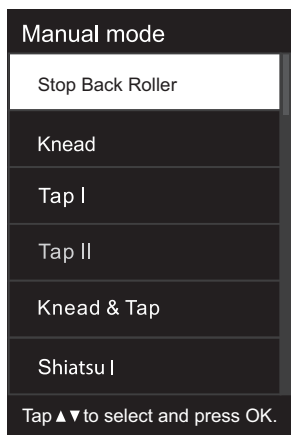 Manual mode
Stop Back Roller
Knead
Tap I
Tap II
Knead & Tap
Shiatsu I
Tap▲▼to select and press OK.